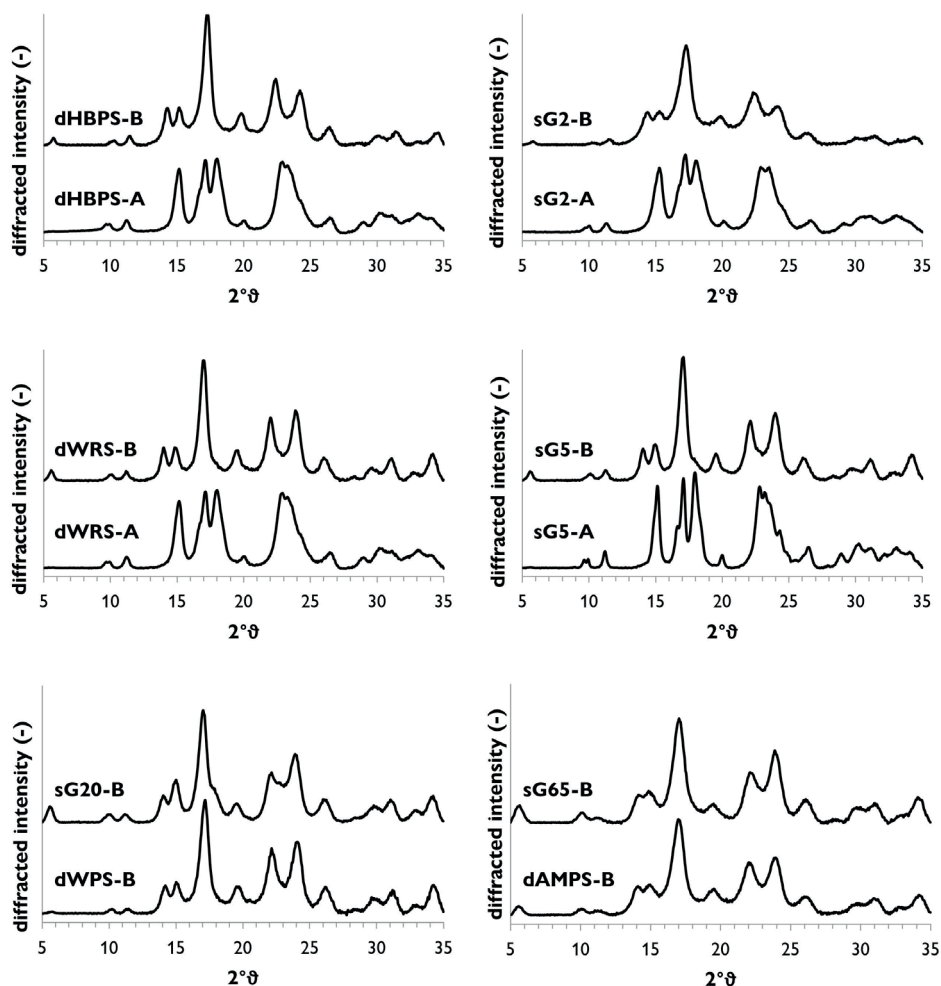 diffracted intensity (-)
dHBPS-B
dHBPS-A
5 10 15 20 25 30 35
2°ϑ
diffracted intensity (-)
sG2-B
sG2-A
5 10 15 20 25 30 35
2°ϑ
diffracted intensity (-)
dWRS-B
dWRS-A
5 10 15 20 25 30 35
2°ϑ
diffracted intensity (-)
sG5-B
sG5-A
5 10 15 20 25 30 35
2°ϑ
diffracted intensity (-)
sG20-B
dWPS-B
5 10 15 20 25 30 35
2°ϑ
diffracted intensity (-)
sG65-B
dAMPS-B
5 10 15 20 25 30 35
2°ϑ